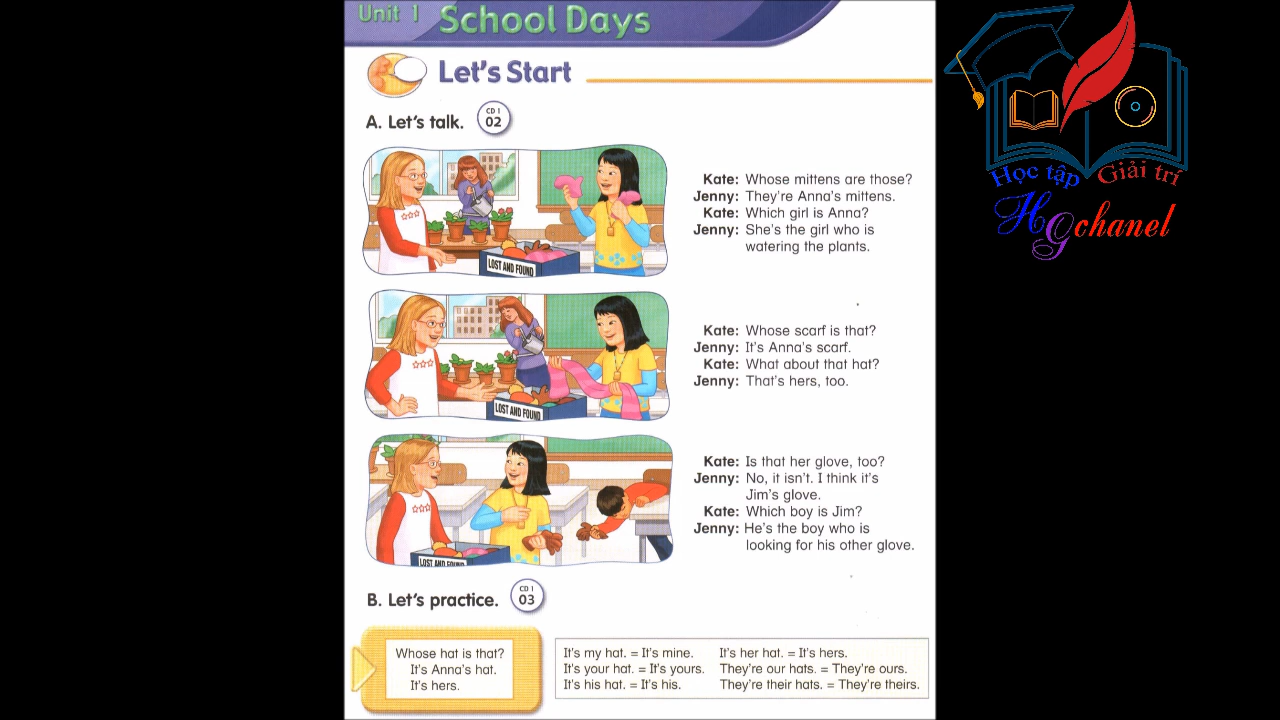 Unit 1 School Days
Let's Start
A. Let's talk.
CD 1
02
LOST AND FOUND
Kate: Whose mittens are those?
Jenny: They're Anna's mittens.
Kate: Which girl is Anna?
Jenny: She's the girl who is
watering the plants.
LOST AND FOUND
Kate: Whose scarf is that?
Jenny: It's Anna's scarf.
Kate: What about that hat?
Jenny: That's hers, too.
LOST AND FOUND
Kate: Is that her glove, too?
Jenny: No, it isn't. I think it's
Jim's glove.
Kate: Which boy is Jim?
Jenny: He's the boy who is
looking for his other glove.
B. Let's practice.
CD 1
03
Whose hat is that?
It's Anna's hat.
It's hers.
It's my hat. = It's mine.
It's your hat. = It's yours.
It's his hat. = It's his.
It's her hat. = It's hers.
They're our hats. = They're ours.
They're their hats. = They're theirs.
Học tập Giải trí
HGchanel